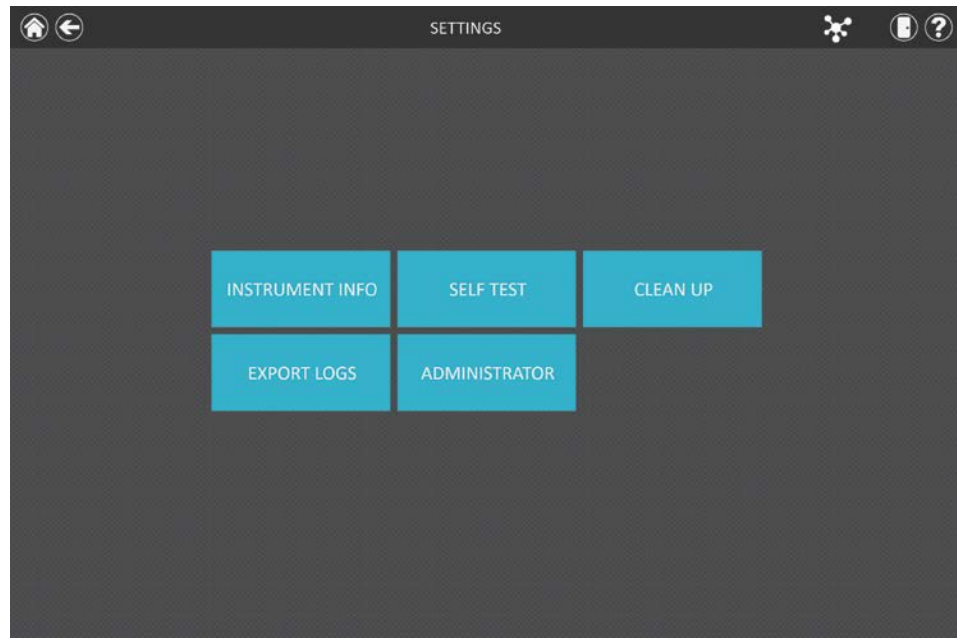 SETTINGS
?
INSTRUMENT INFO
SELF TEST
CLEAN UP
EXPORT LOGS
ADMINISTRATOR